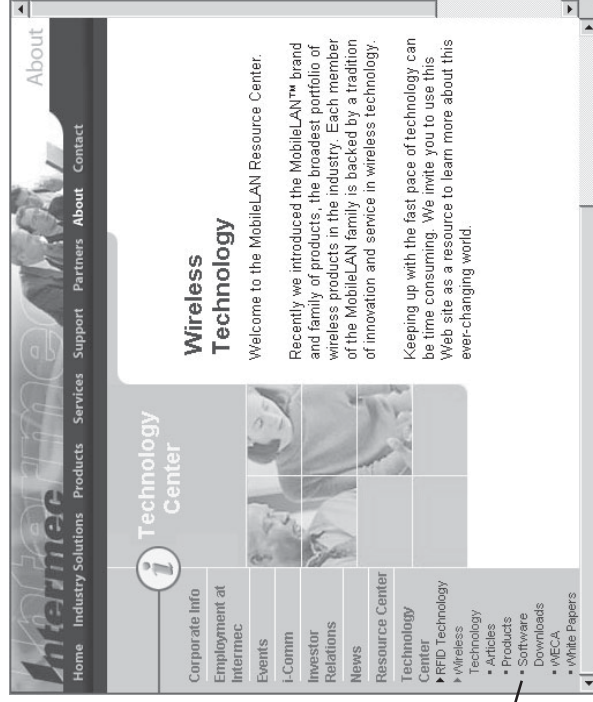 Intermec
About
Home Industry Solutions Products Services Support Partners About Contact
Technology
Center
Corporate Info
Employment at
Intermec
Events
i-Comm
Investor
Relations
News
Resource Center
Technology
Center
RFID Technology
Wireless
Technology
Articles
Products
Software
Downloads
WECA
White Papers
Wireless
Technology
Welcome to the MobileLAN Resource Center.
Recently we introduced the MobileLAN™ brand
and family of products, the broadest portfolio of
wireless products in the industry. Each member
of the MobileLAN family is backed by a tradition
of innovation and service in wireless technology.
Keeping up with the fast pace of technology can
be time consuming. We invite you to use this
Web site as a resource to learn more about this
ever-changing world.